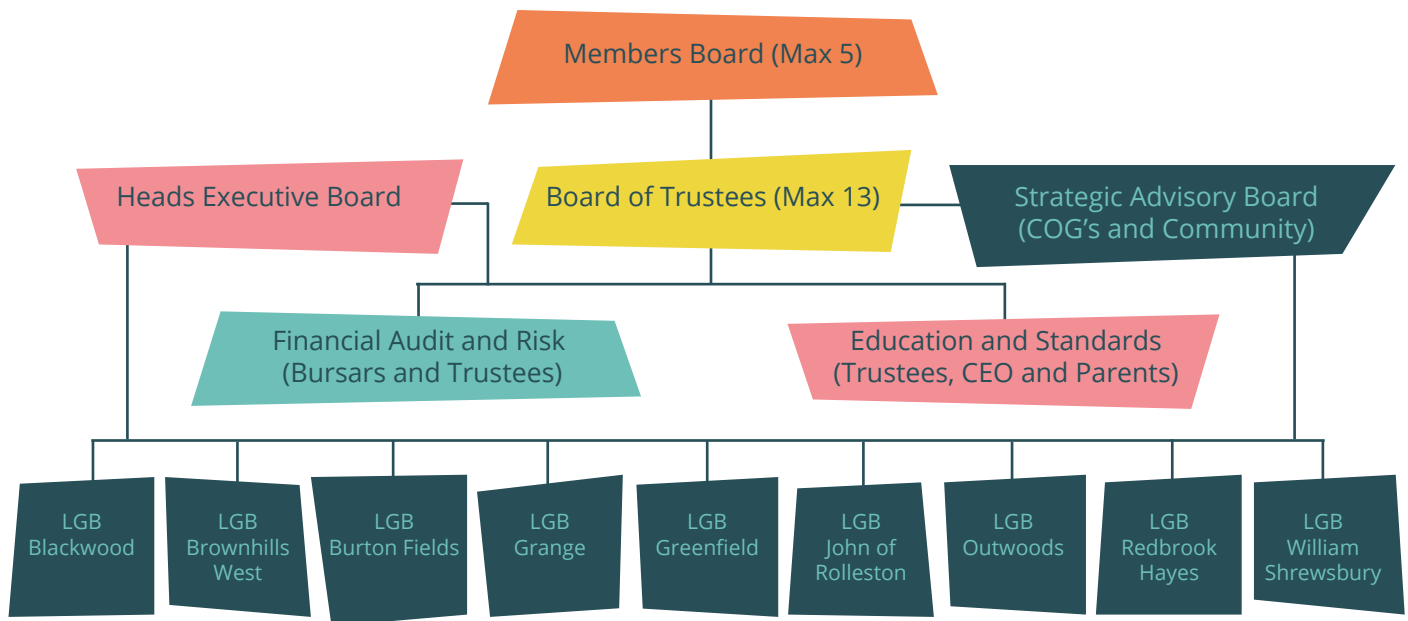 Members Board (Max 5)
Heads Executive Board
Board of Trustees (Max 13)
Strategic Advisory Board
(COG's and Community)
Financial Audit and Risk
(Bursars and Trustees)
Education and Standards
(Trustees, CEO and Parents)
LGB
Blackwood
LGB
Brownhills
West
LGB
Burton Fields
LGB
Grange
LGB
Greenfield
LGB
John of
Rolleston
LGB
Outwoods
LGB
Redbrook
Hayes
LGB
William
Shrewsbury